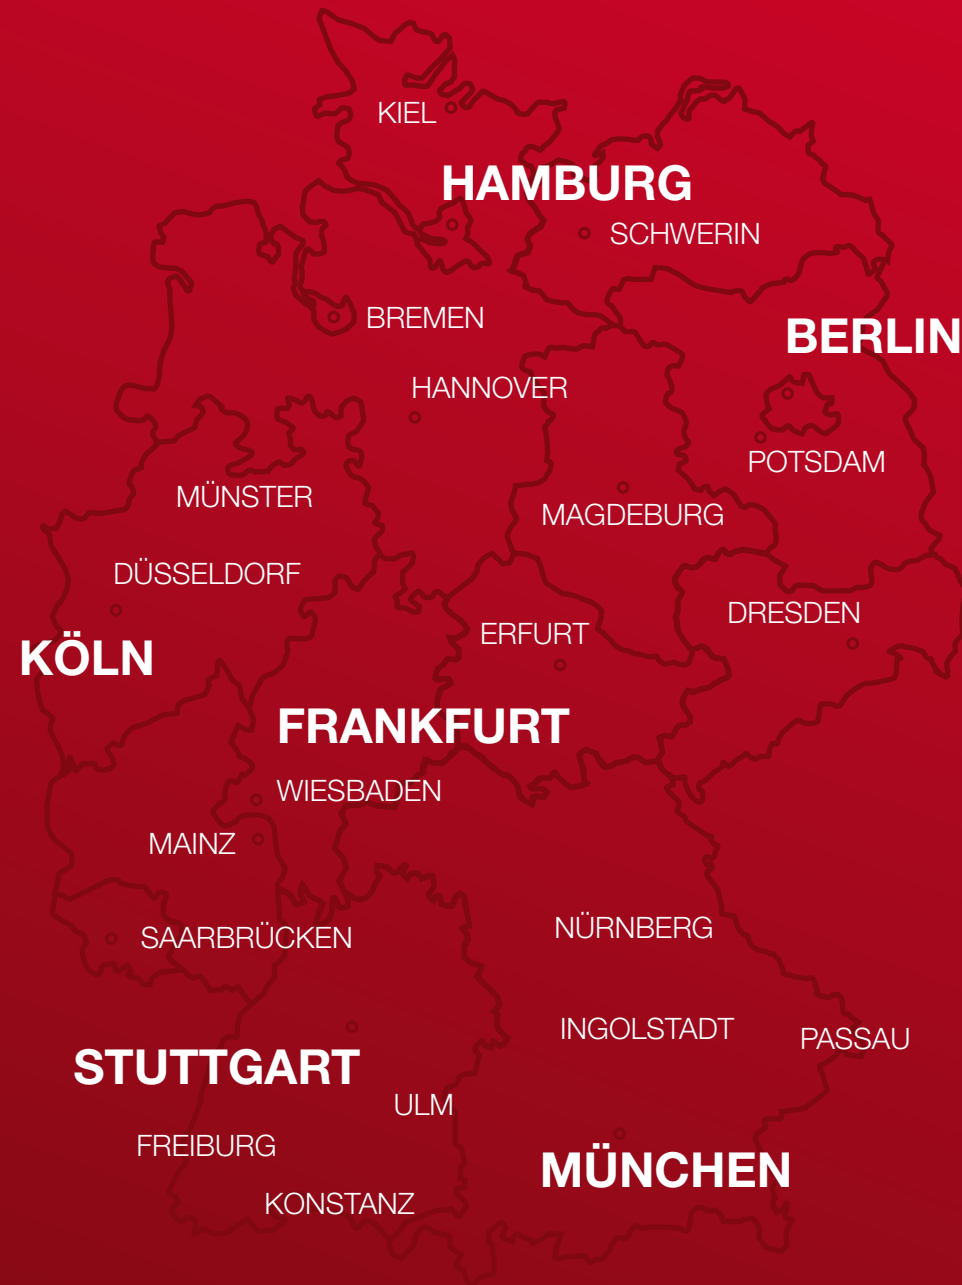 KIEL
HAMBURG
SCHWERIN
BREMEN
BERLIN
HANNOVER
POTSDAM
MÜNSTER
MAGDEBURG
DÜSSELDORF
DRESDEN
ERFURT
KÖLN
FRANKFURT
WIESBADEN
MAINZ
NÜRNBERG
SAARBRÜCKEN
INGOLSTADT
PASSAU
STUTTGART
ULM
FREIBURG
MÜNCHEN
KONSTANZ